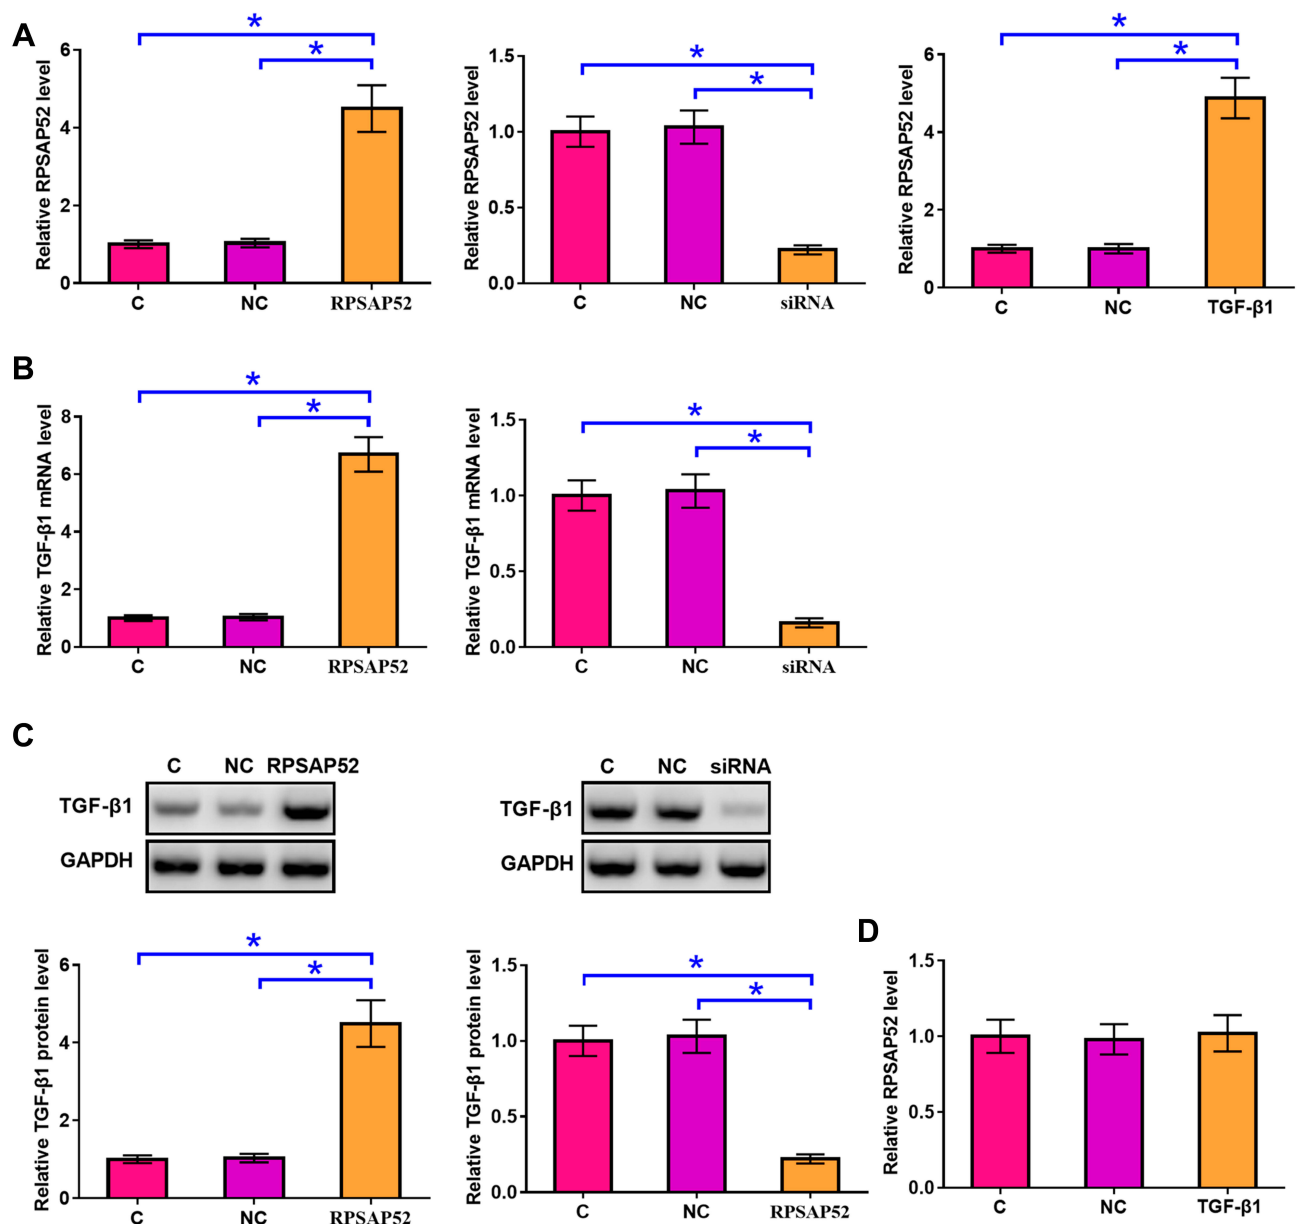 A
*
*
Relative RPSAP52 level
6
4
2
0
C NC RPSAP52
*
*
Relative RPSAP52 level
1.5
1.0
0.5
0.0
C NC siRNA
*
*
Relative RPSAP52 level
6
4
2
0
C NC TGF-β1
B
*
*
Relative TGF-β1 mRNA level
8
6
4
2
0
C NC RPSAP52
*
*
Relative TGF-β1 mRNA level
1.5
1.0
0.5
0.0
C NC siRNA
C
C NC RPSAP52
TGF-β1
GAPDH
C NC siRNA
TGF-β1
GAPDH
*
*
Relative TGF-β1 protein level
6
4
2
0
C NC RPSAP52
*
*
Relative TGF-β1 protein level
1.5
1.0
0.5
0.0
C NC RPSAP52
D
Relative RPSAP52 level
1.5
1.0
0.5
0.0
C NC TGF-β1